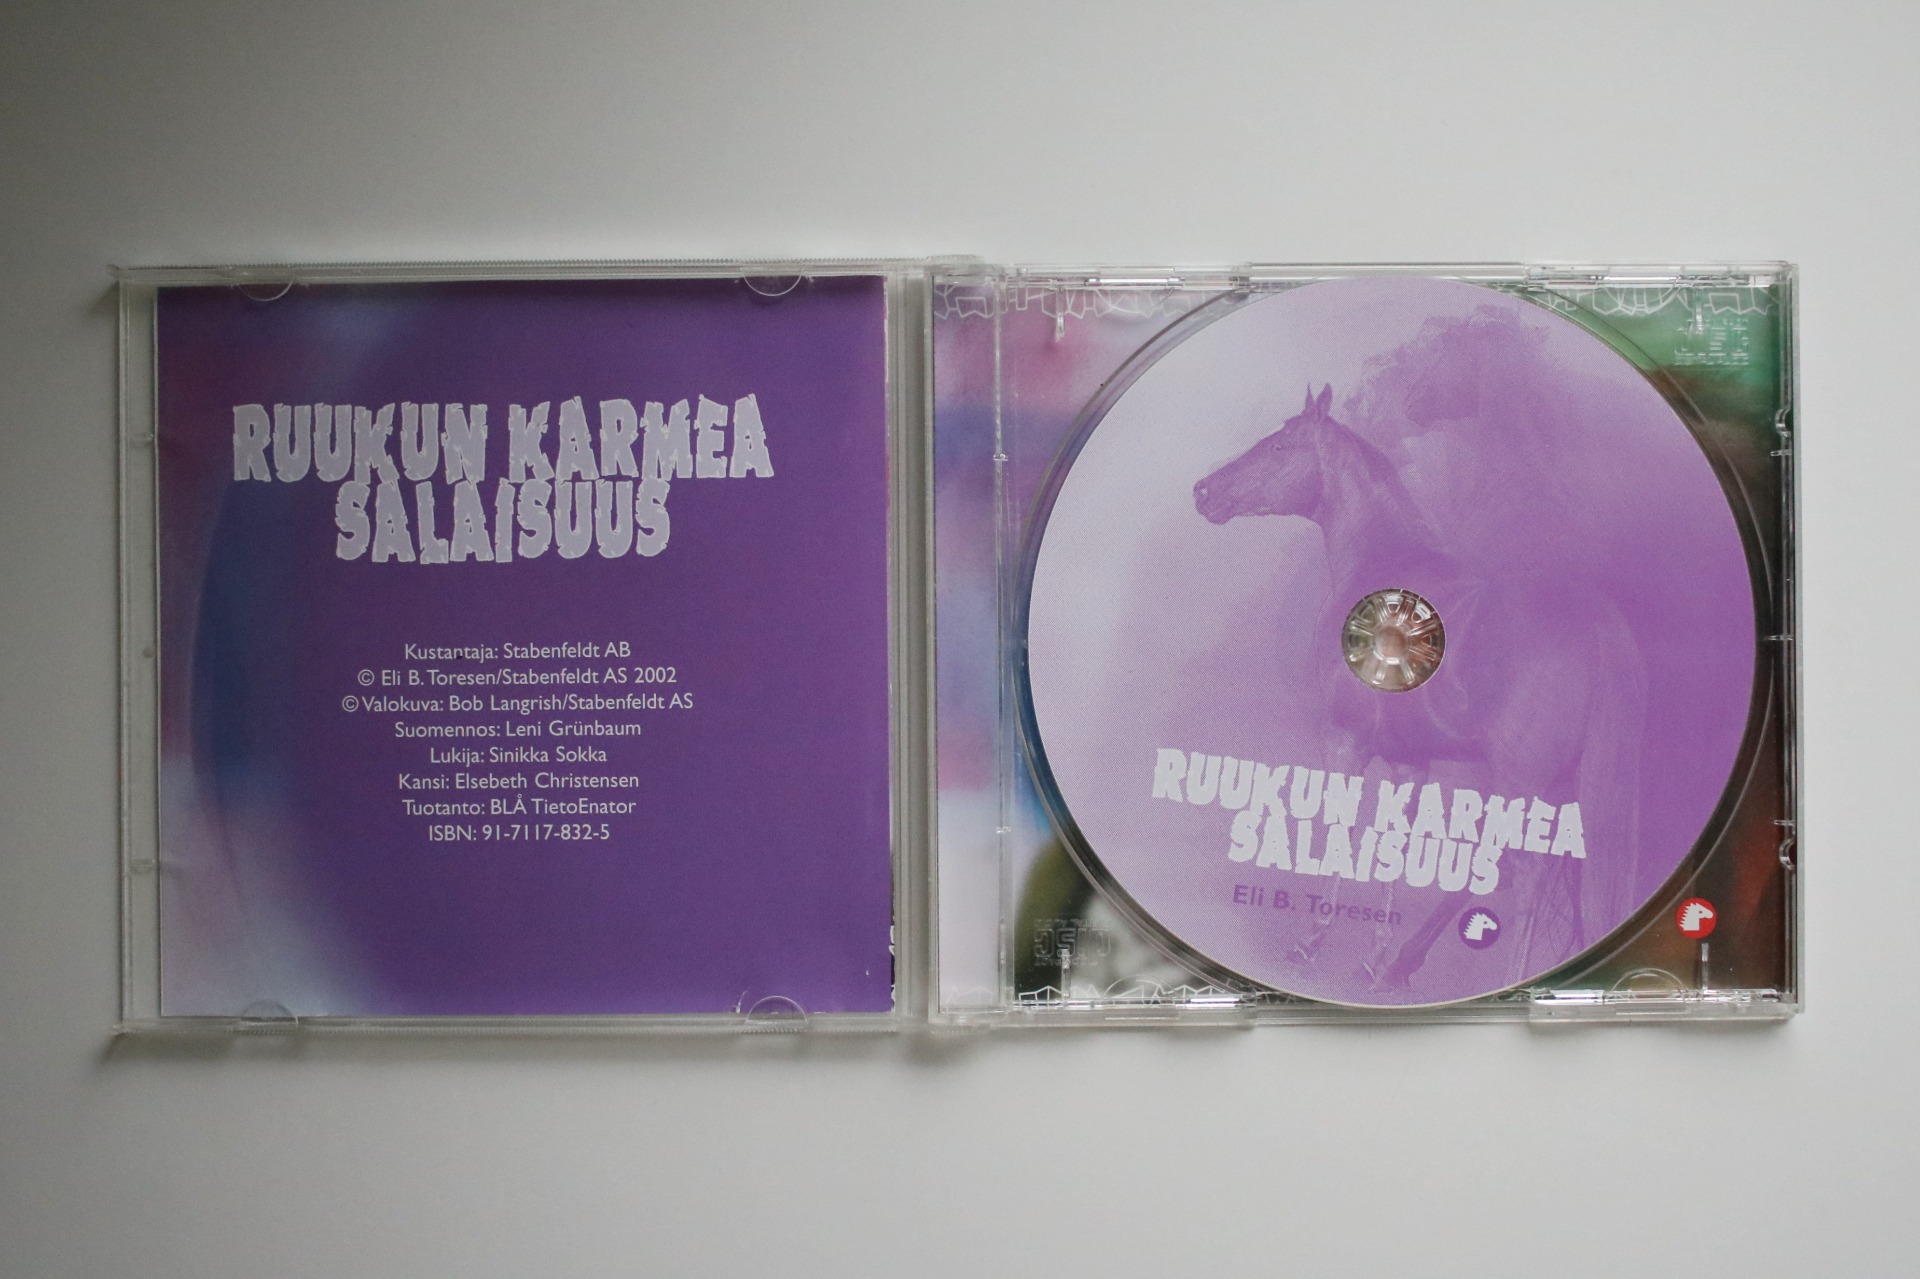 RUUKUN KARMEA
SALAISUUS
Kustantaja: Stabenfeldt AB
© Eli B. Toresen/Stabenfeldt AS 2002
© Valokuva: Bob Langrish/Stabenfeldt AS
Suomennos: Leni Grünbaum
Lukija: Sinikka Sokka
Kansi: Elsebeth Christensen
Tuotanto: BLÅ TietoEnator
ISBN: 91-7117-832-5
RUUKUN KARMEA
SALAISUUS
Eli B. Toresen